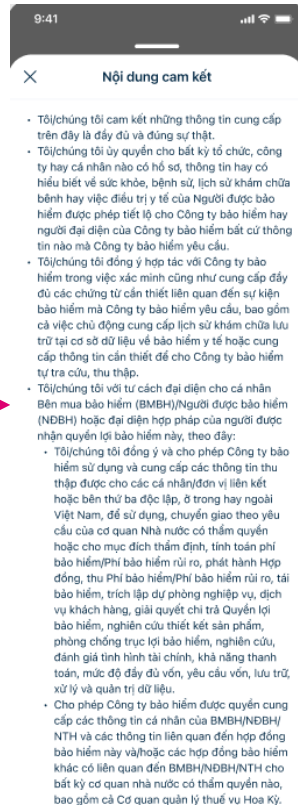 9:41
Nội dung cam kết
• Tôi/chúng tôi cam kết những thông tin cung cấp
trên đây là đầy đủ và đúng sự thật.
• Tôi/chúng tôi ủy quyền cho bất kỳ tổ chức, công
ty hay cá nhân nào có hồ sơ, thông tin hay có
hiểu biết về sức khỏe, bệnh sử, lịch sử khám chữa
bênh hay việc điều trị y tế của Người được bảo
hiểm được phép tiết lộ cho Công ty bảo hiểm hay
người đại diện của Công ty bảo hiểm bất cứ thông
tin nào mà Công ty bảo hiểm yêu cầu.
• Tôi/chúng tôi đồng ý hợp tác với Công ty bảo
hiểm trong việc xác minh cũng như cung cấp đầy
đủ các chứng từ cần thiết liên quan đến sự kiện
bảo hiểm mà Công ty bảo hiểm yêu cầu, bao gồm
cả việc chủ động cung cấp lịch sử khám chữa lưu
trữ tại cơ sở dữ liệu về bảo hiểm y tế hoặc cung
cấp thông tin cần thiết để cho Công ty bảo hiểm
tự tra cứu, thu thập.
• Tôi/chúng tôi với tư cách đại diện cho cá nhân
Bên mua bảo hiểm (BMBH)/Người được bảo hiểm
(NĐBH) hoặc đại diện hợp pháp của người được
nhận quyền lợi bảo hiểm này, theo đây:
• Tôi/chúng tôi đồng ý và cho phép Công ty bảo
hiểm sử dụng và cung cấp các thông tin thu
thập được cho các cá nhân/đơn vị liên kết
hoặc bên thứ ba độc lập, ở trong hay ngoài
Việt Nam, để sử dụng, chuyển giao theo yêu
cầu của cơ quan Nhà nước có thẩm quyền
hoặc cho mục đích thẩm định, tính toán phí
bảo hiểm/Phí bảo hiểm rủi ro, phát hành Hợp
đồng, thu Phí bảo hiểm/Phí bảo hiểm rủi ro, tái
bảo hiểm, trích lập dự phòng nghiệp vụ, dịch
vụ khách hàng, giải quyết chi trả Quyền lợi
bảo hiểm, nghiên cứu thiết kết sản phẩm,
phòng chống trục lợi bảo hiểm, nghiên cứu,
đánh giá tình hình tài chính, khả năng thanh
toán, mức độ đầy đủ vốn, yêu cầu vốn, lưu trữ,
xử lý và quản trị dữ liệu.
• Cho phép Công ty bảo hiểm được quyền cung
cấp các thông tin cá nhân của BMBH/NĐBH/
NTH và các thông tin liên quan đến hợp đồng
bảo hiểm này và/hoặc các hợp đồng bảo hiểm
khác có liên quan đến BMBH/NĐBH/NTH cho
bất kỳ cơ quan nhà nước có thẩm quyền nào,
bao gồm cả Cơ quan quản lý thuế vụ Hoa Kỳ.